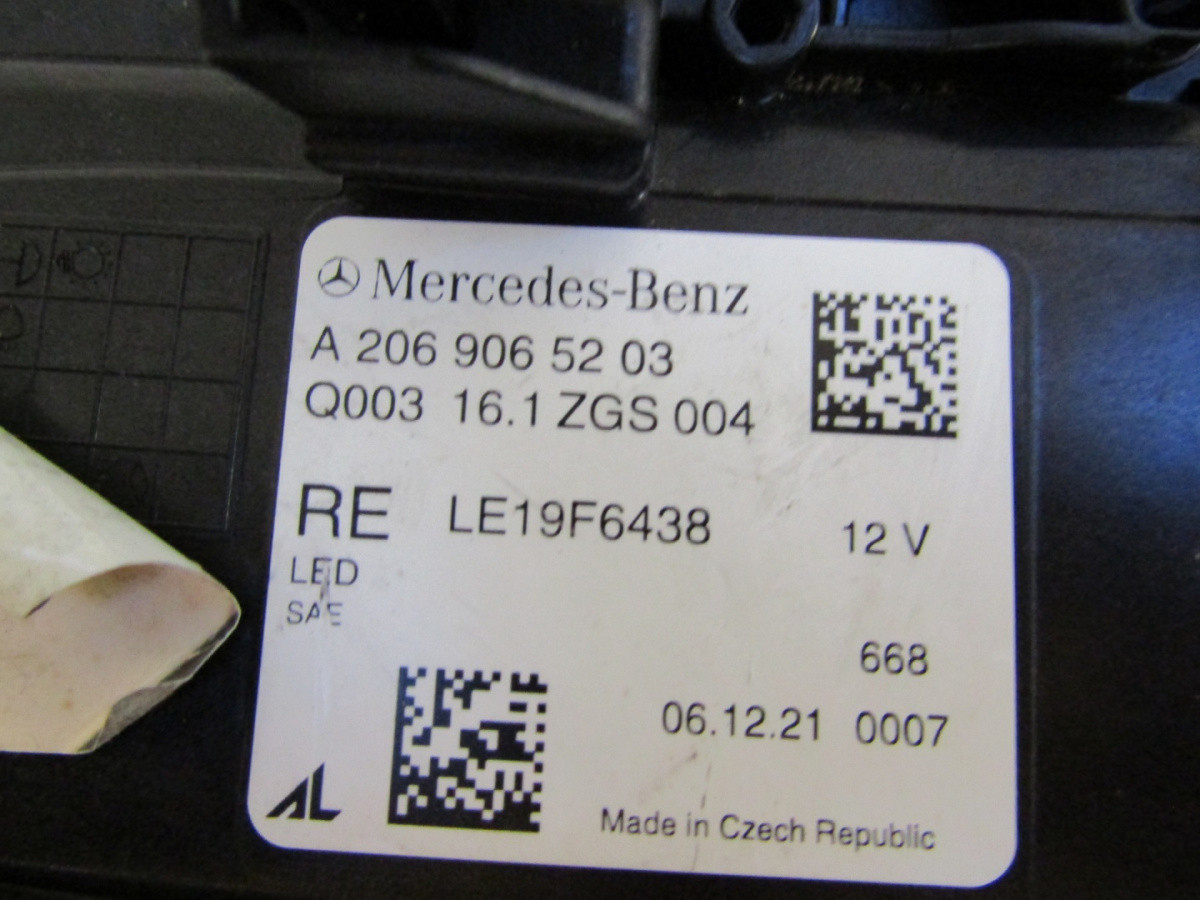 Mercedes-Benz
A 206 906 52 03
Q003 16.1 ZGS 004
RE LE19F6438 12 V
LED
SAE
668
06.12.21 0007
AL
Made in Czech Republic